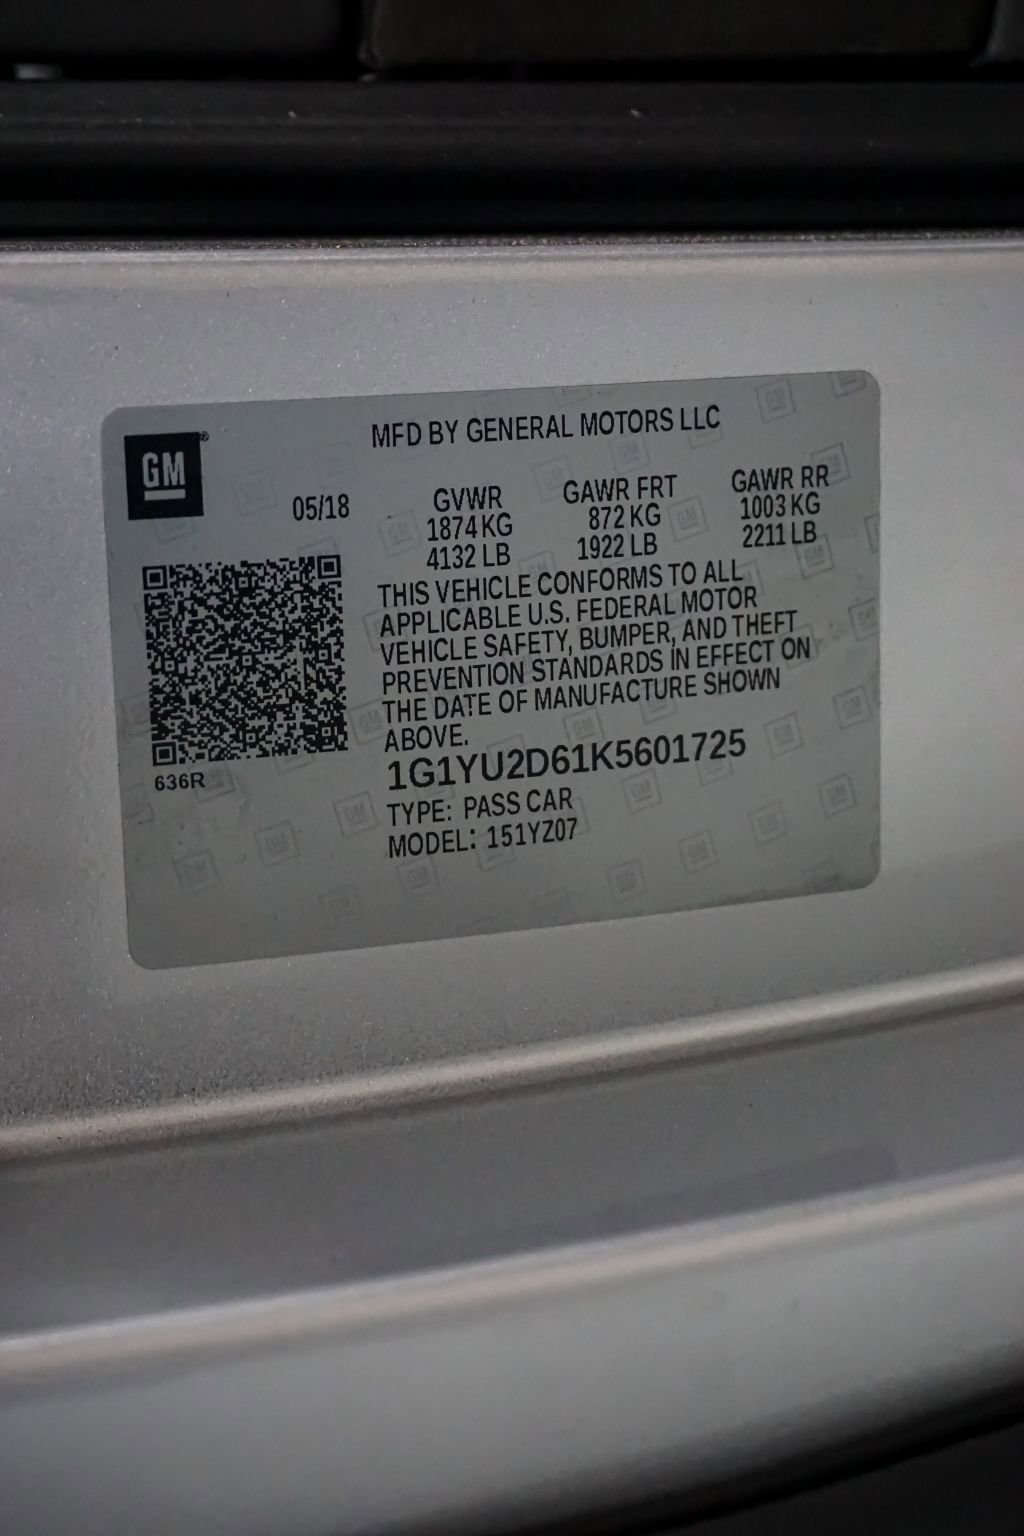 MFD BY GENERAL MOTORS LLC
GM®
05/18
GVWR GAWR FRT GAWR RR
1874 KG 872 KG 1003 KG
4132 LB 1922 LB 2211 LB
THIS VEHICLE CONFORMS TO ALL
APPLICABLE U.S. FEDERAL MOTOR
VEHICLE SAFETY, BUMPER, AND THEFT
PREVENTION STANDARDS IN EFFECT ON
THE DATE OF MANUFACTURE SHOWN
ABOVE.
1G1YU2D61K5601725
636R
TYPE: PASS CAR
MODEL: 151YZ07